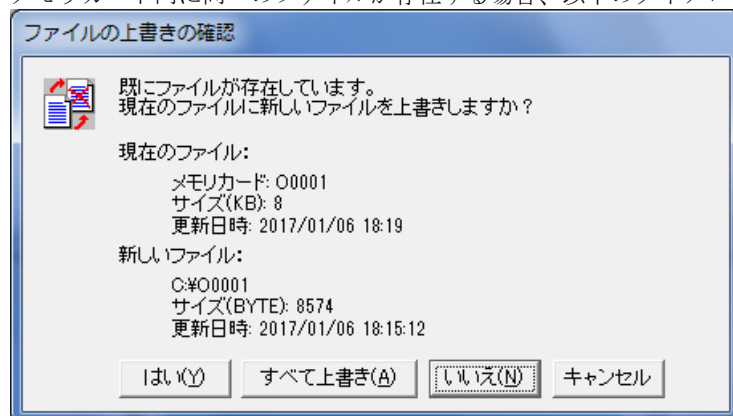 ファイルの上書きの確認
既にファイルが存在しています。
現在のファイルに新しいファイルを上書きしますか？
現在のファイル:
メモリカード: O0001
サイズ(KB): 8
更新日時: 2017/01/06 18:19
新しいファイル:
C:¥O0001
サイズ(BYTE): 8574
更新日時: 2017/01/06 18:15:12
はい(Y) すべて上書き(A) いいえ(N) キャンセル